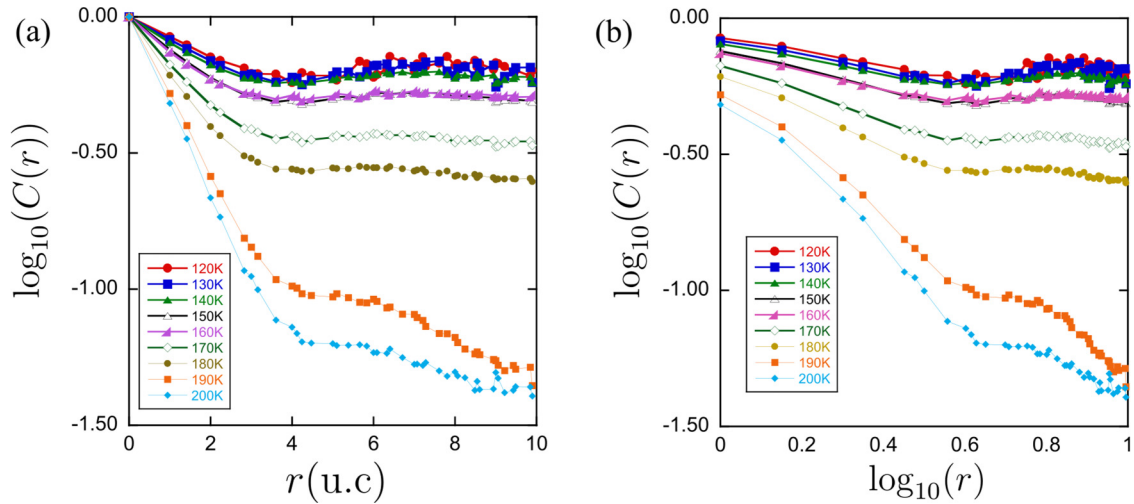 (a)
log10(C(r))
0.00
-0.50
-1.00
-1.50
120K
130K
140K
150K
160K
170K
180K
190K
200K
0 2 4 6 8 10
r(u.c)
(b)
log10(C(r))
0.00
-0.50
-1.00
-1.50
120K
130K
140K
150K
160K
170K
180K
190K
200K
0 0.2 0.4 0.6 0.8 1
log10(r)